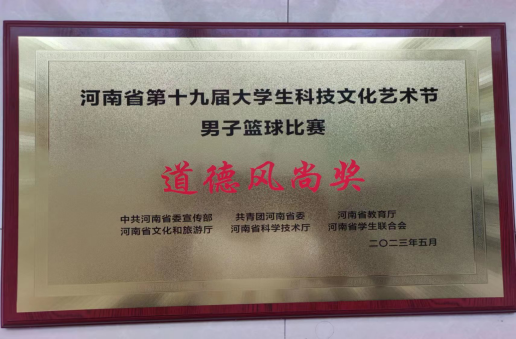 河南省第十九届大学生科技文化艺术节
男子篮球比赛
道德风尚奖
中共河南省委宣传部 共青团河南省委 河南省教育厅
河南省文化和旅游厅 河南省科学技术厅 河南省学生联合会
二〇二三年五月